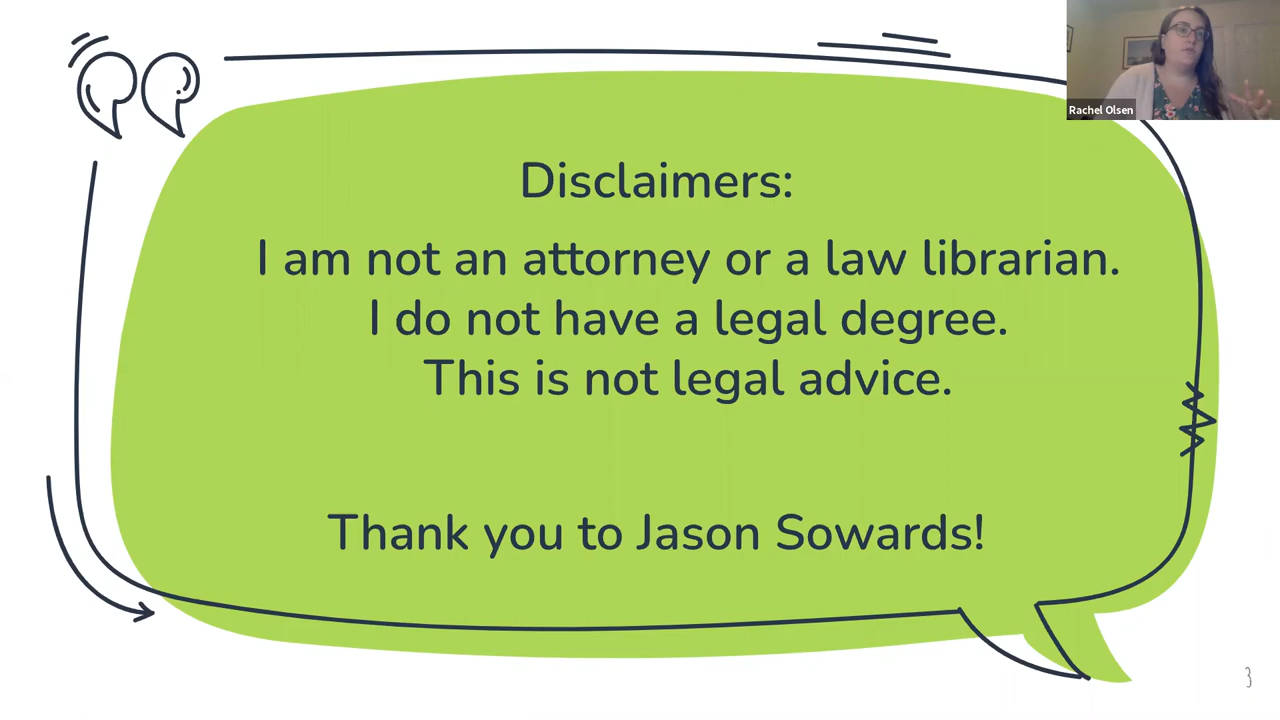 Rachel Olsen
Disclaimers:
I am not an attorney or a law librarian.
I do not have a legal degree.
This is not legal advice.
Thank you to Jason Sowards!
3